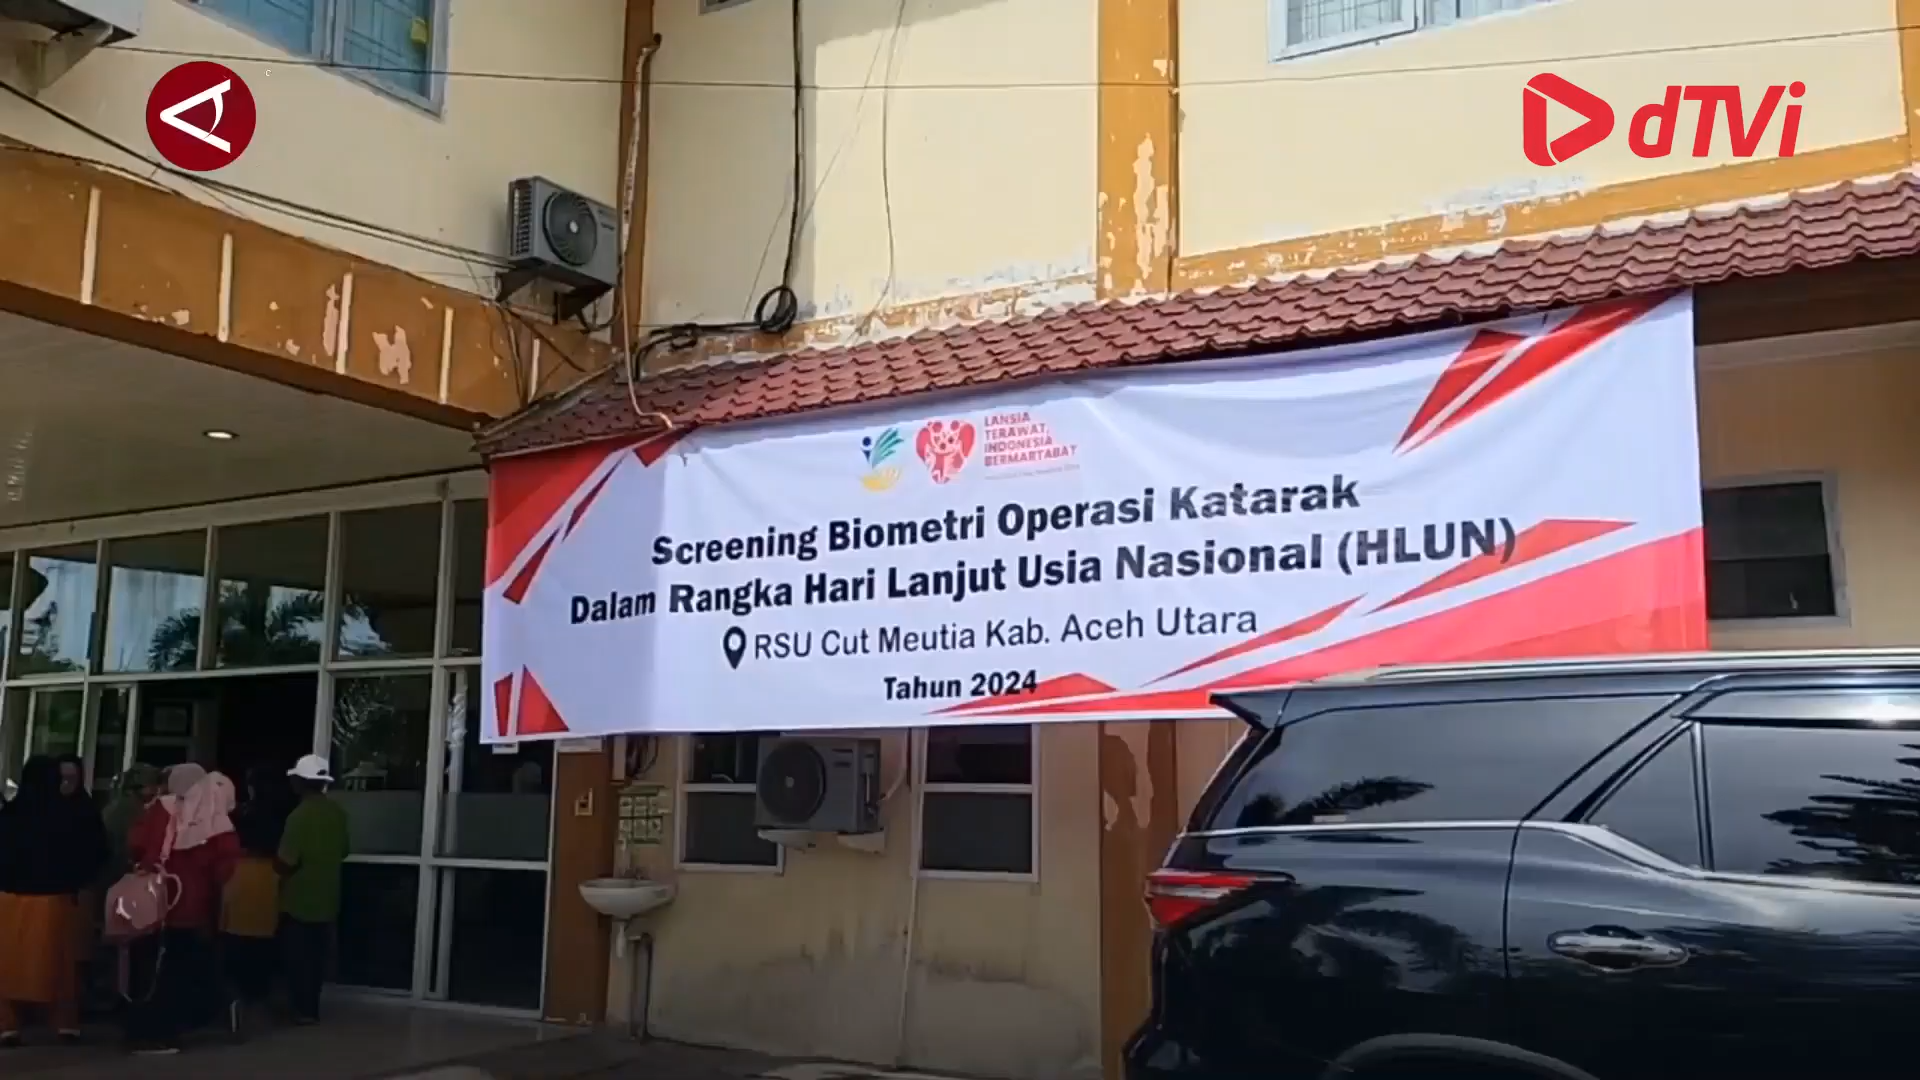 dTVi
LANSIA
TERAWAT,
INDONESIA
BERMARTABAT
Screening Biometri Operasi Katarak
Dalam Rangka Hari Lanjut Usia Nasional (HLUN)
RSU Cut Meutia Kab. Aceh Utara
Tahun 2024